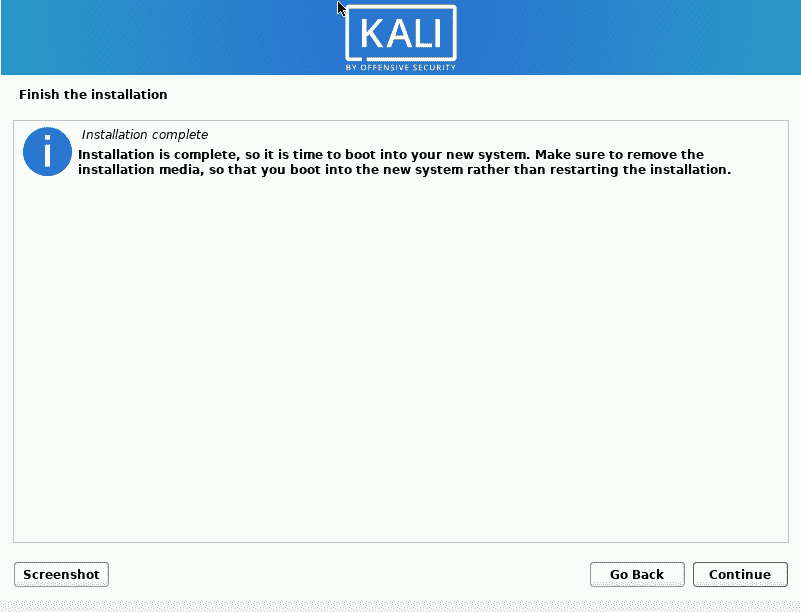 KALI
BY OFFENSIVE SECURITY
Finish the installation
Installation complete
Installation is complete, so it is time to boot into your new system. Make sure to remove the
installation media, so that you boot into the new system rather than restarting the installation.
Screenshot
Go Back
Continue